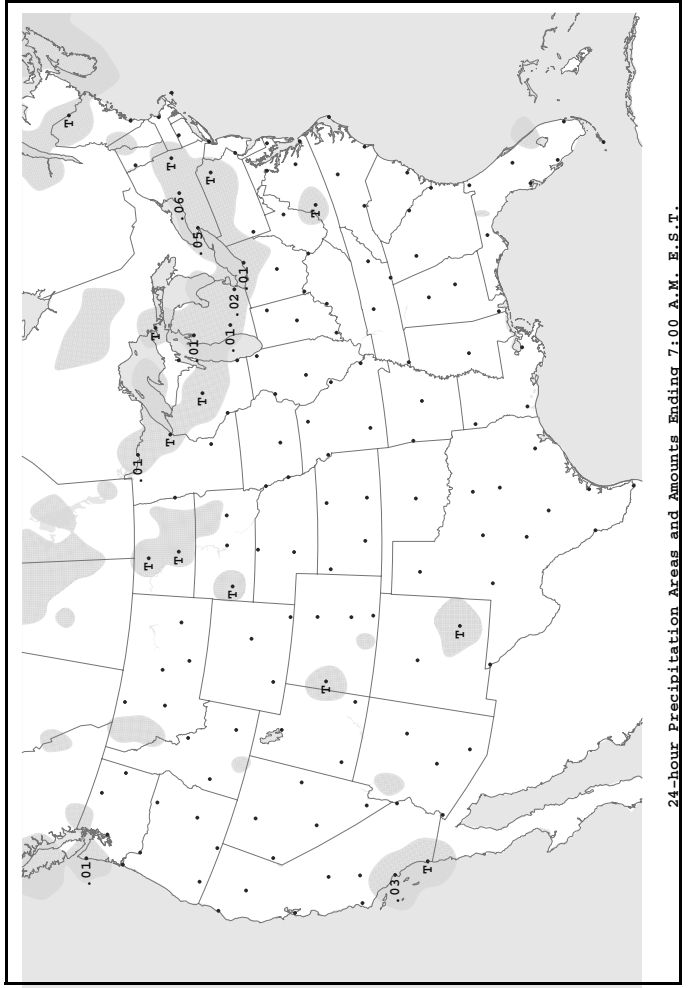 T
.01
.01
T
T
T
T
T
.06
.01
.05
T
T
.01
T
.02
.01
T
T
.03
T
T
24-hour Precipitation Areas and Amounts Ending 7:00 A.M. E.S.T.